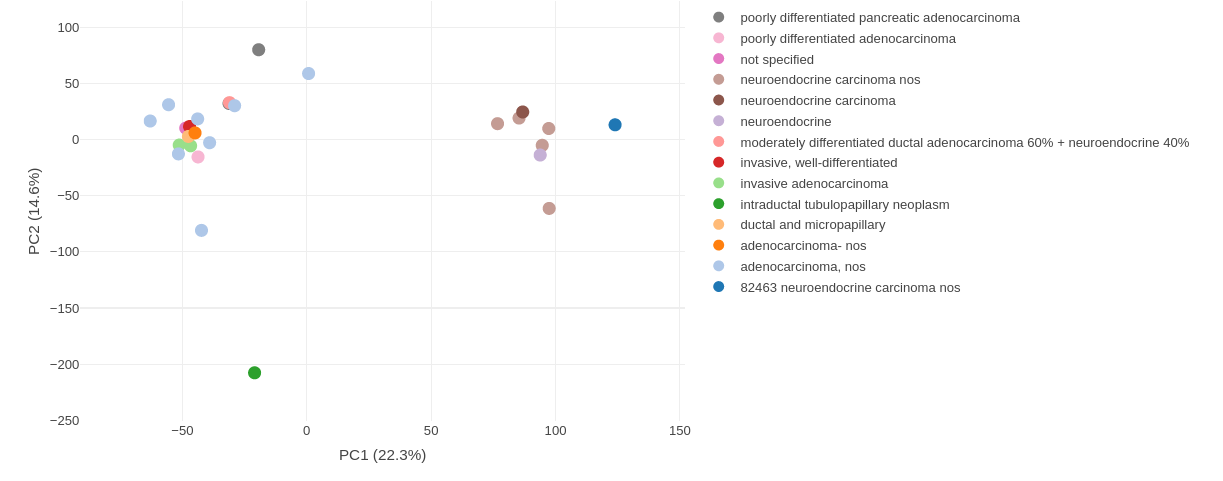 100
50
0
−50
−100
−150
−200
−250
−50
0
50
100
150
PC1 (22.3%)
PC2 (14.6%)
poorly differentiated pancreatic adenocarcinoma
poorly differentiated adenocarcinoma
not specified
neuroendocrine carcinoma nos
neuroendocrine carcinoma
neuroendocrine
moderately differentiated ductal adenocarcinoma 60% + neuroendocrine 40%
invasive, well-differentiated
invasive adenocarcinoma
intraductal tubulopapillary neoplasm
ductal and micropapillary
adenocarcinoma- nos
adenocarcinoma, nos
82463 neuroendocrine carcinoma nos